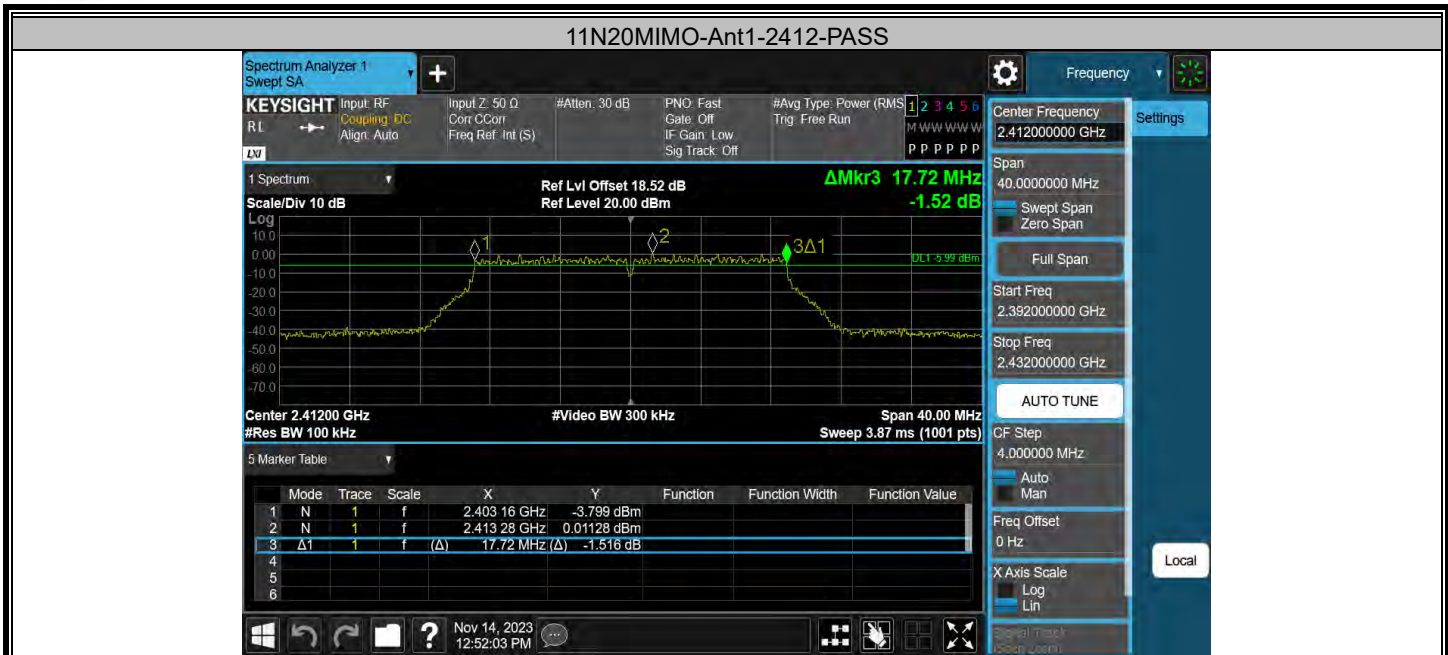 11N20MIMO-Ant1-2412-PASS
Spectrum Analyzer 1
Swept SA
+
Frequency
KEYSIGHT
RL
LXI
Input: RF
Coupling: DC
Align: Auto
Input Z: 50 Ω
Corr CCorr
Freq Ref: Int (S)
#Atten: 30 dB
PNO: Fast
Gate: Off
IF Gain: Low
Sig Track: Off
#Avg Type: Power (RMS
Trig: Free Run
1 2 3 4 5 6
M W W W W W
P P P P P P
1 Spectrum
Scale/Div 10 dB
Ref Lvl Offset 18.52 dB
Ref Level 20.00 dBm
ΔMkr3 17.72 MHz
-1.52 dB
Log
10.0
0.00
-10.0
-20.0
-30.0
-40.0
-50.0
-60.0
-70.0
1
2
3Δ1
DL1 -5.99 dBm
Center 2.41200 GHz
#Res BW 100 kHz
#Video BW 300 kHz
Span 40.00 MHz
Sweep 3.87 ms (1001 pts)
5 Marker Table
Mode Trace Scale X Y Function Function Width Function Value
1 N 1 f 2.403 16 GHz -3.799 dBm
2 N 1 f 2.413 28 GHz 0.01128 dBm
3 Δ1 1 f (Δ) 17.72 MHz (Δ) -1.516 dB
4
5
6
Nov 14, 2023
12:52:03 PM
Center Frequency
2.412000000 GHz
Settings
Span
40.0000000 MHz
Swept Span
Zero Span
Full Span
Start Freq
2.392000000 GHz
Stop Freq
2.432000000 GHz
AUTO TUNE
CF Step
4.000000 MHz
Auto
Man
Freq Offset
0 Hz
X Axis Scale
Log
Lin
Local
Signal Track
(Span Zoom)